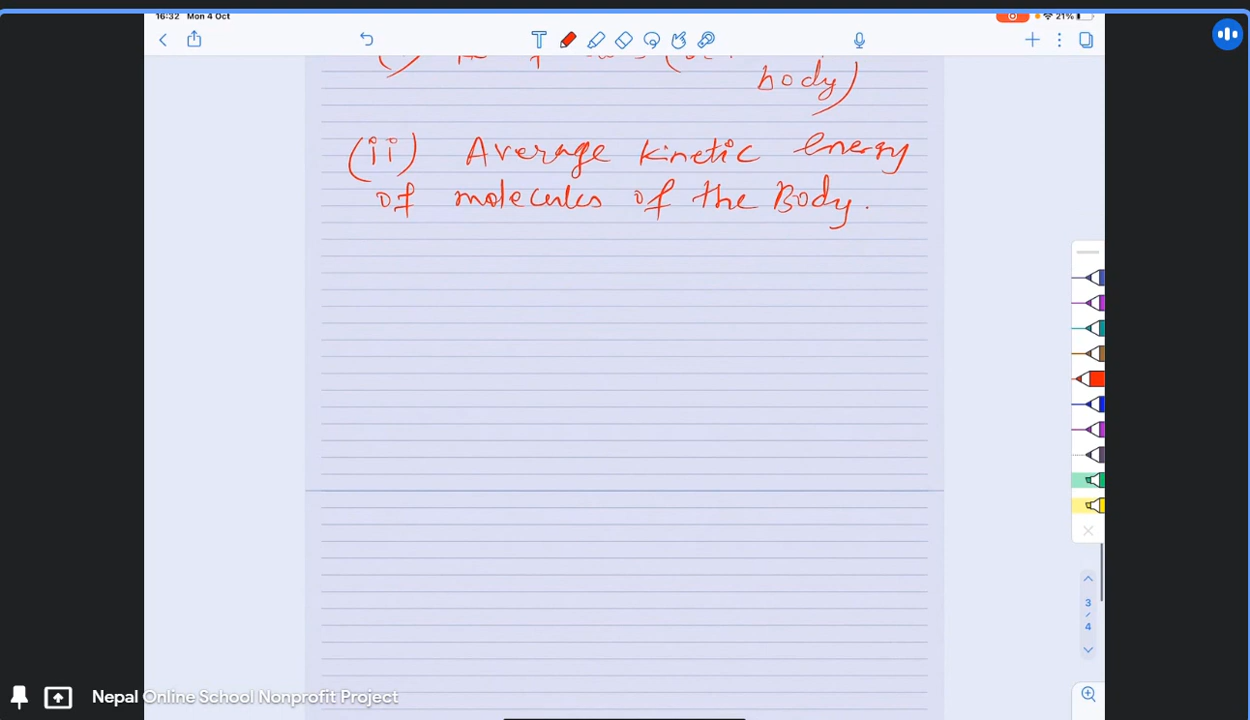 16:32 Mon 4 Oct
21%
body)
(ii) Average kinetic energy
of molecules of the Body.
3
/
4
Nepal Online School Nonprofit Project